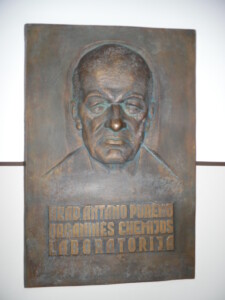 AKAD. ANTANO PURĖNO
ORGANINĖS CHEMIJOS
LABORATORIJA